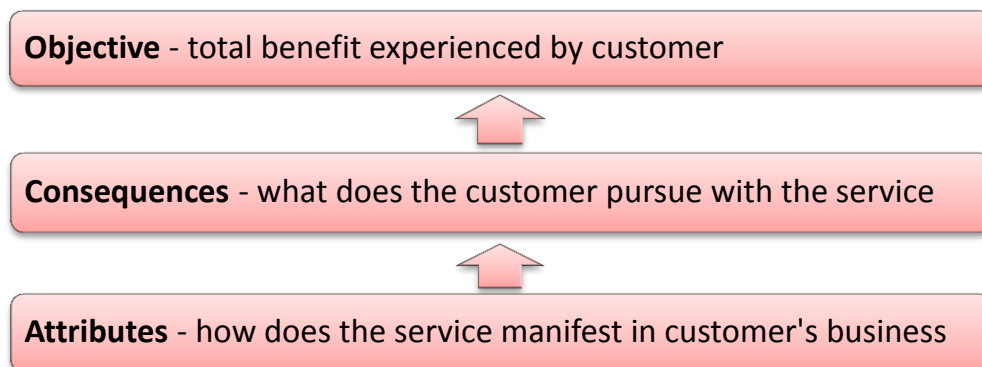 Objective - total benefit experienced by customer
Consequences - what does the customer pursue with the service
Attributes - how does the service manifest in customer's business